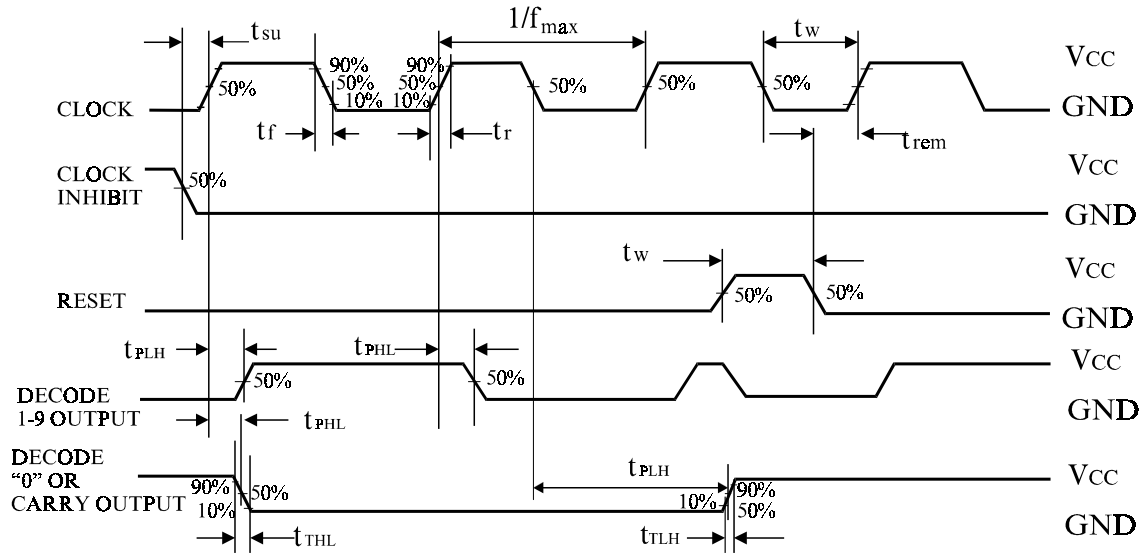 1/fmax
tsu
tw
VCC
90%
90%
50%
50%
50%
50%
50%
10%
10%
CLOCK
GND
tf
tr
trem
VCC
CLOCK
INHIBIT
50%
GND
tw
VCC
RESET
50%
50%
GND
tPLH
tPHL
VCC
50%
50%
DECODE
1-9 OUTPUT
GND
tPHL
DECODE
"0" OR
CARRY OUTPUT
tPLH
VCC
90%
50%
10%
90%
10%
50%
GND
tTHL
tTLH